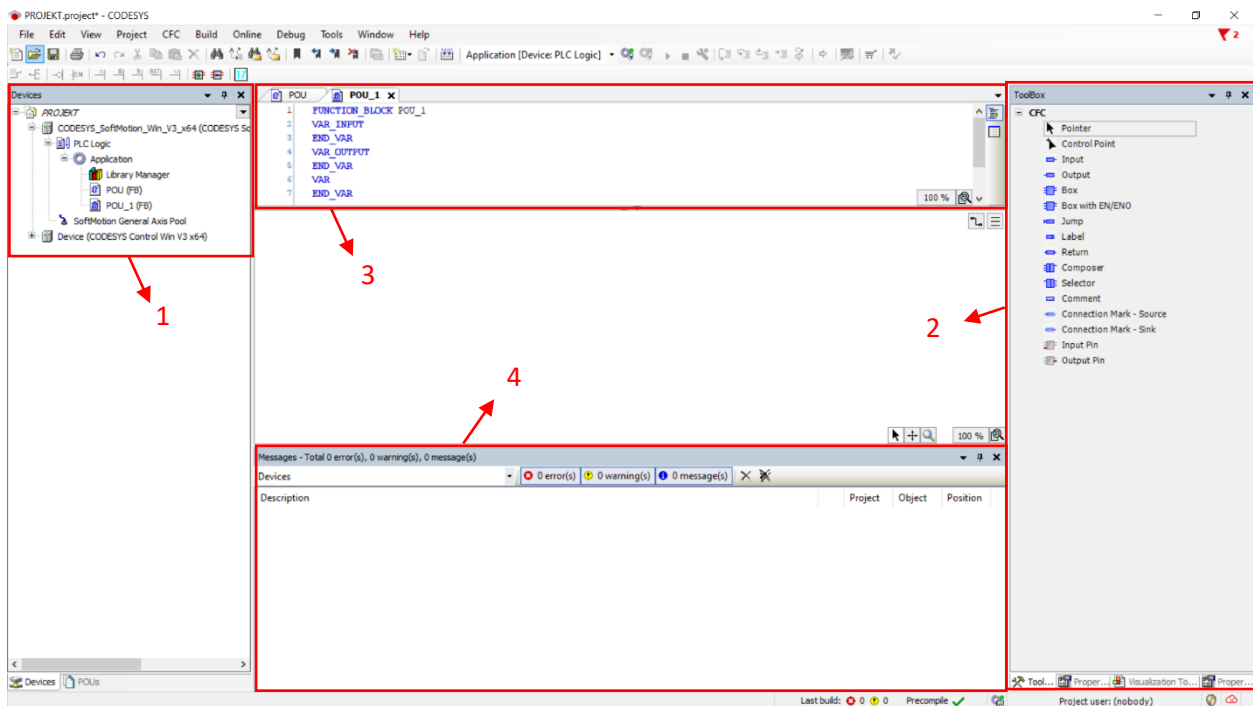 PROJEKT.project* - CODESYS
File Edit View Project CFC Build Online Debug Tools Window Help
2
Application [Device: PLC Logic]
Devices
PROJEKT
CODESYS_SoftMotion_Win_V3_x64 (CODESYS So
PLC Logic
Application
Library Manager
POU (FB)
POU_1 (FB)
SoftMotion General Axis Pool
Device (CODESYS Control Win V3 x64)
1
Devices POUs
POU POU_1
1 FUNCTION_BLOCK POU_1
2 VAR_INPUT
3 END_VAR
4 VAR_OUTPUT
5 END_VAR
6 VAR
7 END_VAR
100 %
3
2
4
100 %
Messages - Total 0 error(s), 0 warning(s), 0 message(s)
Devices 0 error(s) 0 warning(s) 0 message(s)
Description Project Object Position
ToolBox
CFC
Pointer
Control Point
Input
Output
Box
Box with EN/ENO
Jump
Label
Return
Composer
Selector
Comment
Connection Mark - Source
Connection Mark - Sink
Input Pin
Output Pin
Tool... Proper... Visualization To... Proper...
Last build: 0 0 Precompile Project user: (nobody)